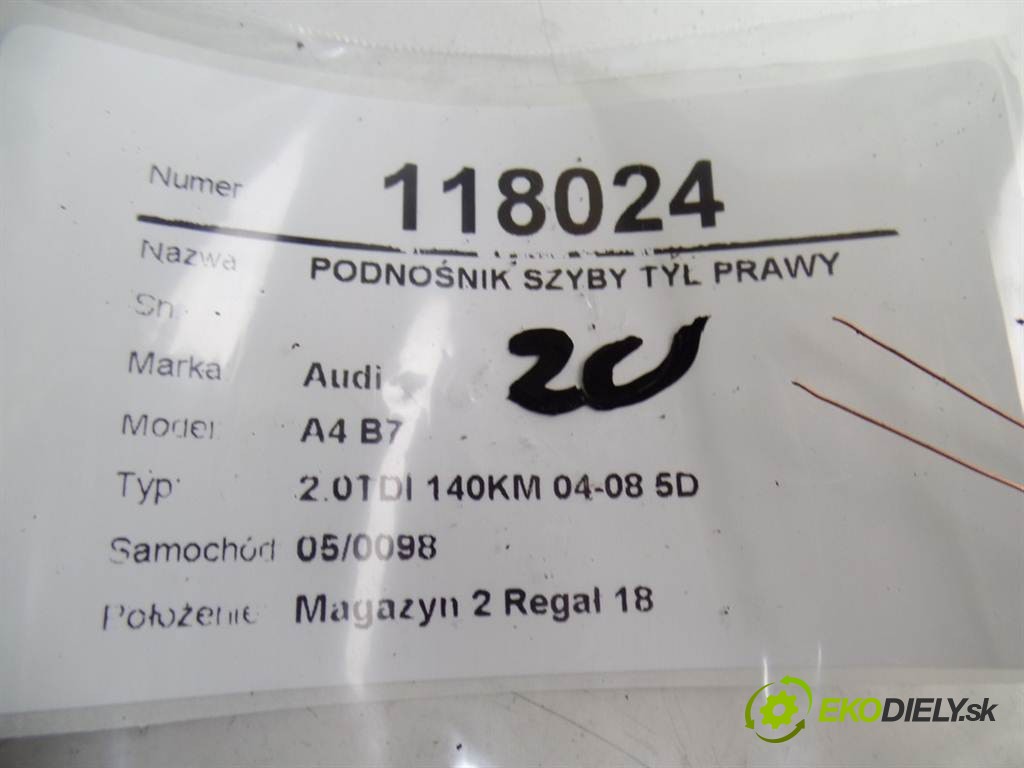 Numer 118024
Nazwa PODNOŚNIK SZYBY TYŁ PRAWY
Sn
Marka Audi
20
Model A4 B7
Typ 2.0TDI 140KM 04-08 5D
Samochód 05/0098
Położenie Magazyn 2 Regał 18
EKODIELY.sk